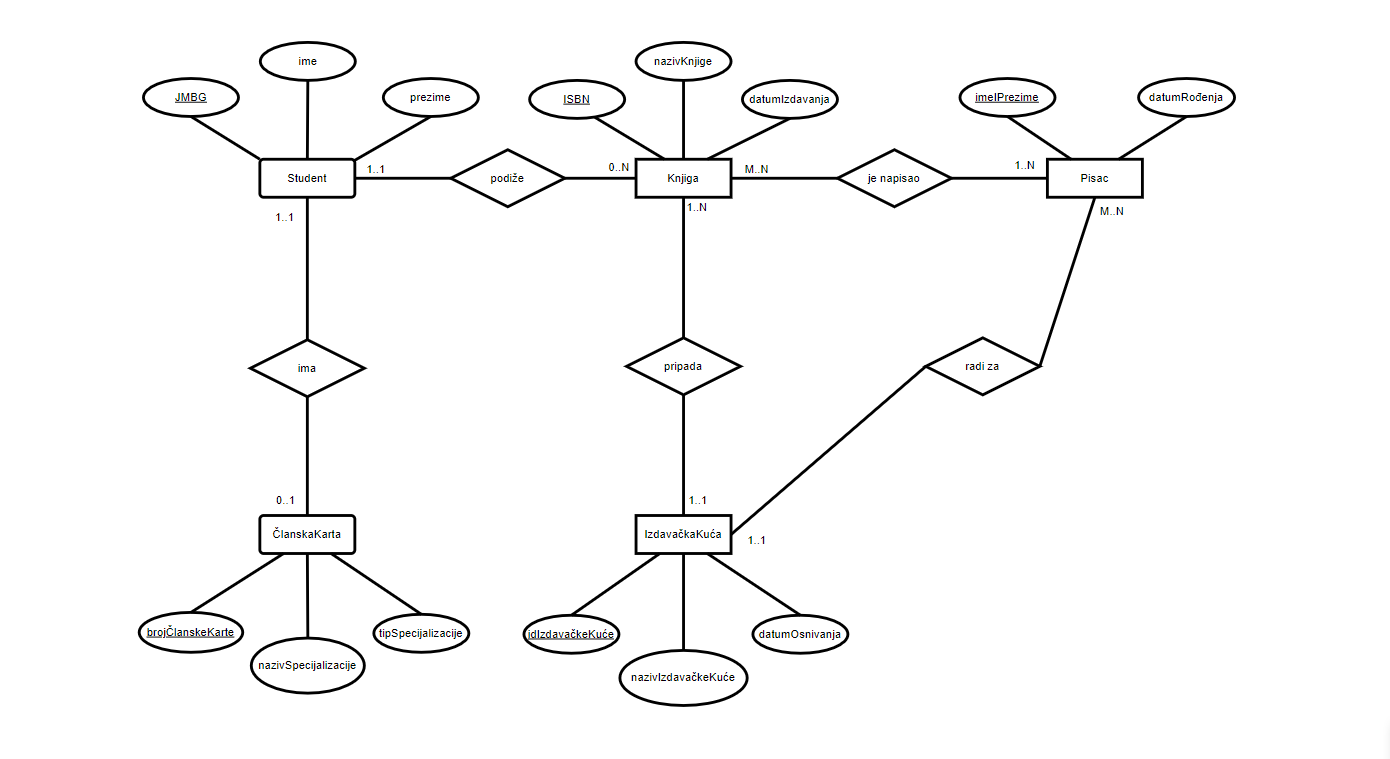 ime
nazivKnjige
JMBG
prezime
ISBN
datumIzdavanja
imeIPrezime
datumRođenja
1..1
0..N
M..N
1..N
Student
podiže
Knjiga
je napisao
Pisac
1..1
1..N
M..N
ima
pripada
radi za
0..1
1..1
ČlanskaKarta
IzdavačkaKuća
1..1
brojČlanskeKarte
tipSpecijalizacije
idIzdavačkeKuće
datumOsnivanja
nazivSpecijalizacije
nazivIzdavačkeKuće